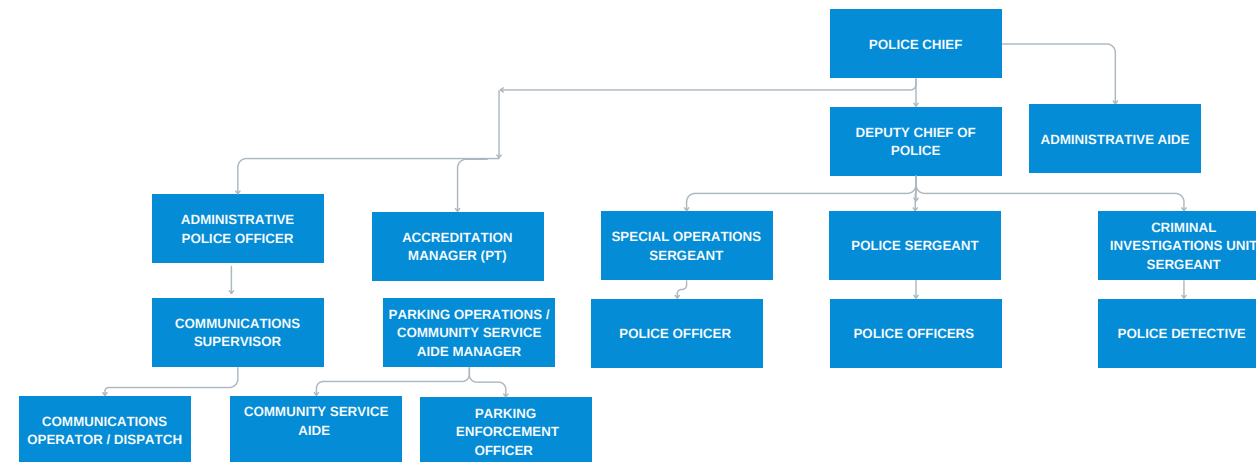 POLICE CHIEF
DEPUTY CHIEF OF
POLICE
ADMINISTRATIVE AIDE
ADMINISTRATIVE
POLICE OFFICER
ACCREDITATION
MANAGER (PT)
SPECIAL OPERATIONS
SERGEANT
POLICE SERGEANT
CRIMINAL
INVESTIGATIONS UNIT
SERGEANT
COMMUNICATIONS
SUPERVISOR
PARKING OPERATIONS /
COMMUNITY SERVICE
AIDE MANAGER
POLICE OFFICER
POLICE OFFICERS
POLICE DETECTIVE
COMMUNICATIONS
OPERATOR / DISPATCH
COMMUNITY SERVICE
AIDE
PARKING
ENFORCEMENT
OFFICER